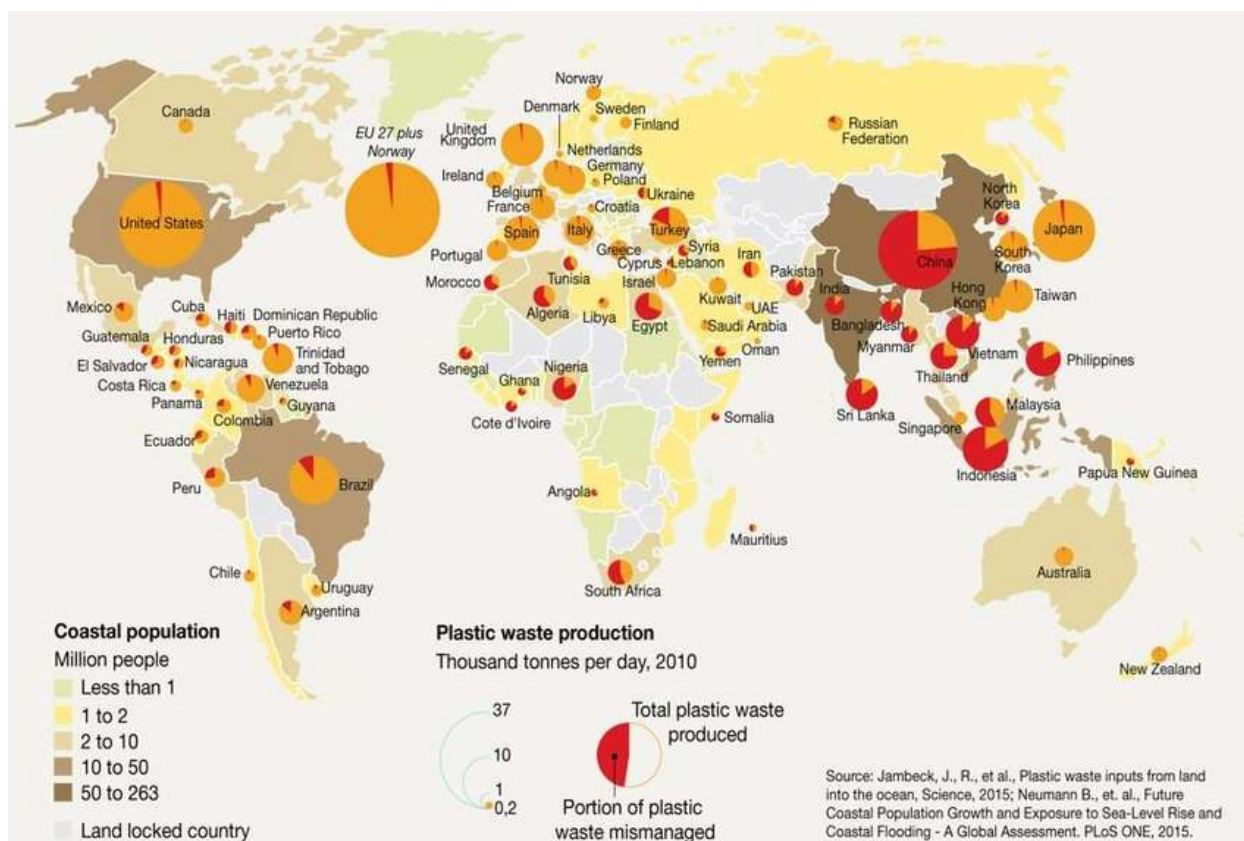 Canada
United States
EU 27 plus
Norway
Norway
Denmark
Sweden
Finland
United
Kingdom
Netherlands
Germany
Ireland
Poland
Belgium
Ukraine
France
Croatia
Spain
Italy
Turkey
Portugal
Greece
Syria
Cyprus
Lebanon
Iran
Morocco
Tunisia
Israel
Algeria
Libya
Egypt
Kuwait
UAE
Saudi Arabia
Oman
Yemen
Russian
Federation
North
Korea
Japan
China
South
Korea
Pakistan
India
Hong
Kong
Taiwan
Bangladesh
Myanmar
Vietnam
Thailand
Philippines
Sri Lanka
Malaysia
Singapore
Indonesia
Papua New Guinea
Mexico
Cuba
Haiti
Dominican Republic
Puerto Rico
Guatemala
Honduras
Trinidad
and Tobago
El Salvador
Nicaragua
Costa Rica
Venezuela
Panama
Guyana
Colombia
Ecuador
Peru
Brazil
Chile
Uruguay
Argentina
Senegal
Ghana
Nigeria
Cote d'Ivoire
Somalia
Angola
Mauritius
South Africa
Australia
New Zealand
Coastal population
Million people
Less than 1
1 to 2
2 to 10
10 to 50
50 to 263
Land locked country
Plastic waste production
Thousand tonnes per day, 2010
37
10
1
0,2
Total plastic waste
produced
Portion of plastic
waste mismanaged
Source: Jambeck, J., R., et al., Plastic waste inputs from land
into the ocean, Science, 2015; Neumann B., et. al., Future
Coastal Population Growth and Exposure to Sea-Level Rise and
Coastal Flooding - A Global Assessment. PLoS ONE, 2015.